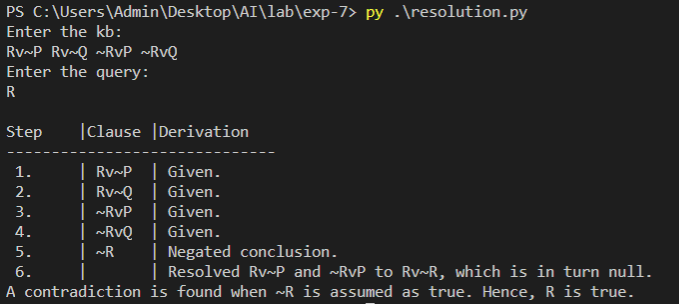 PS C:\Users\Admin\Desktop\AI\lab\exp-7> py .\resolution.py
Enter the kb:
Rv~P Rv~Q ~RvP ~RvQ
Enter the query:
R

Step    |Clause |Derivation
------------------------------
 1.     | Rv~P  | Given.
 2.     | Rv~Q  | Given.
 3.     | ~RvP  | Given.
 4.     | ~RvQ  | Given.
 5.     | ~R    | Negated conclusion.
 6.     |       | Resolved Rv~P and ~RvP to Rv~R, which is in turn null.
A contradiction is found when ~R is assumed as true. Hence, R is true.